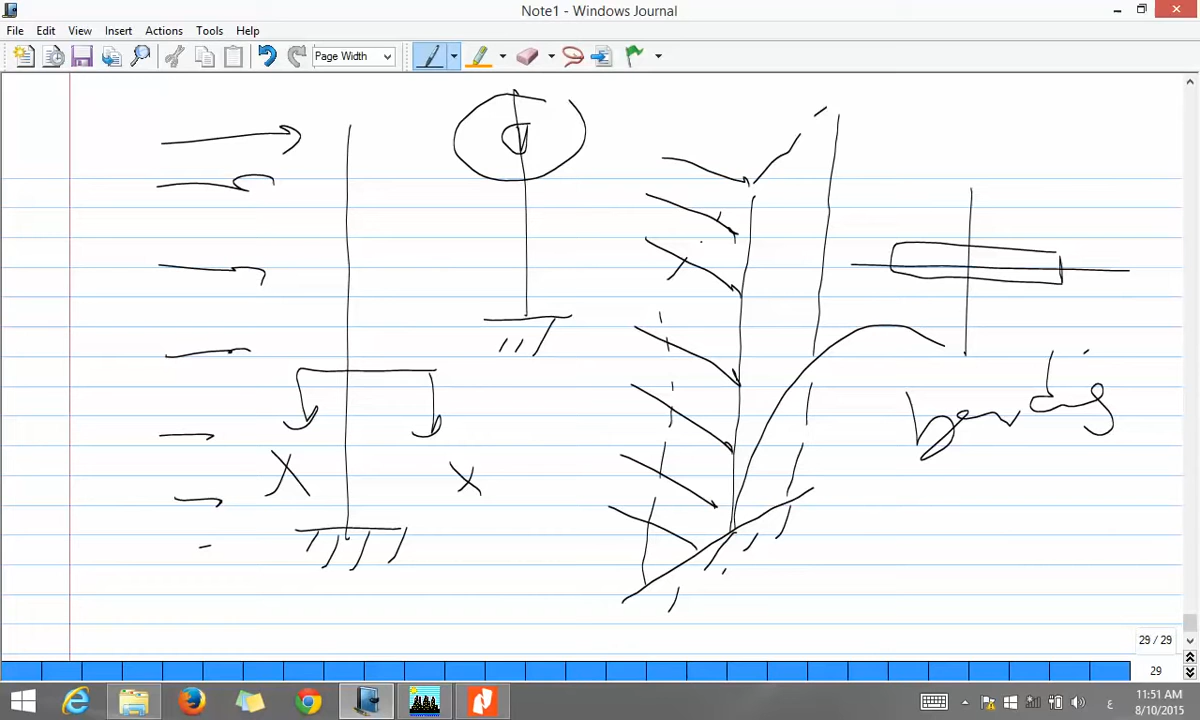 Note1 - Windows Journal
File Edit View Insert Actions Tools Help
Page Width
bending
29 / 29
29
11:51 AM
ع
8/10/2015